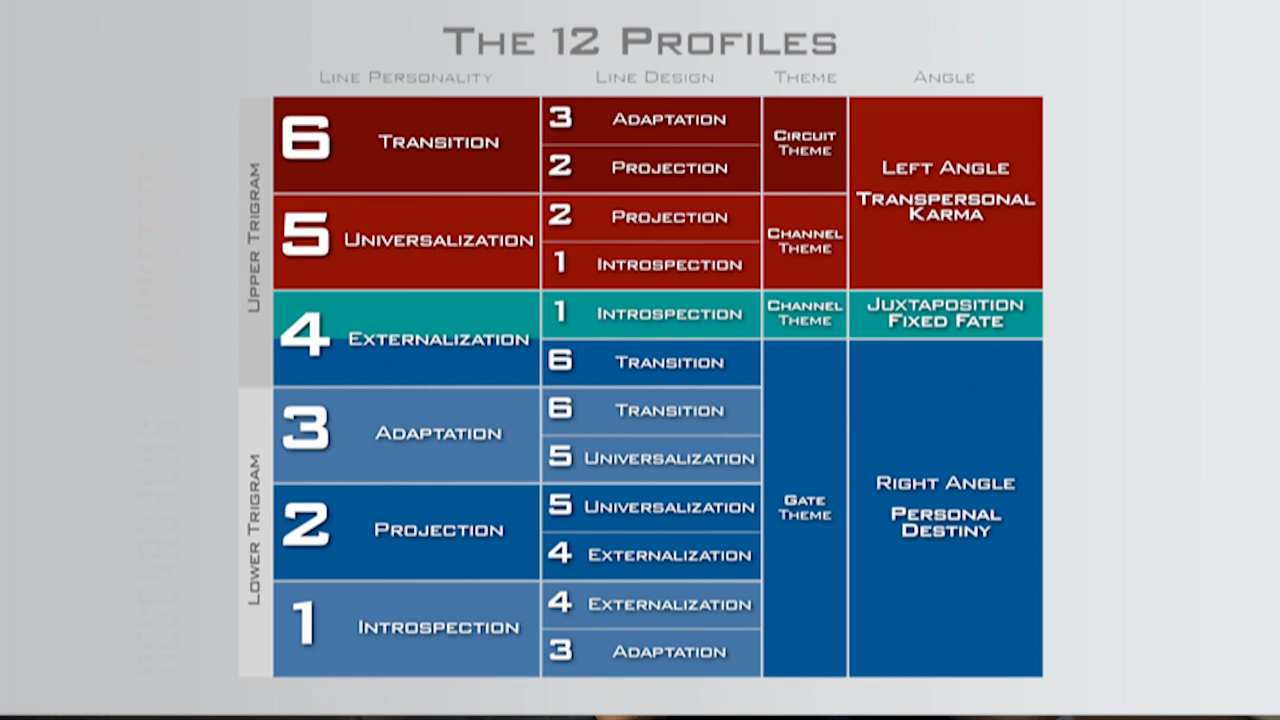 THE 12 PROFILES
LINE PERSONALITY LINE DESIGN THEME ANGLE
UPPER TRIGRAM
6 TRANSITION
3 ADAPTATION
2 PROJECTION
CIRCUIT
THEME
LEFT ANGLE
TRANSPERSONAL
KARMA
5 UNIVERSALIZATION
2 PROJECTION
1 INTROSPECTION
CHANNEL
THEME
4 EXTERNALIZATION
1 INTROSPECTION
CHANNEL
THEME
JUXTAPOSITION
FIXED FATE
6 TRANSITION
LOWER TRIGRAM
3 ADAPTATION
6 TRANSITION
5 UNIVERSALIZATION
GATE
THEME
RIGHT ANGLE
PERSONAL
DESTINY
2 PROJECTION
5 UNIVERSALIZATION
4 EXTERNALIZATION
1 INTROSPECTION
4 EXTERNALIZATION
3 ADAPTATION
RESEARCHERS